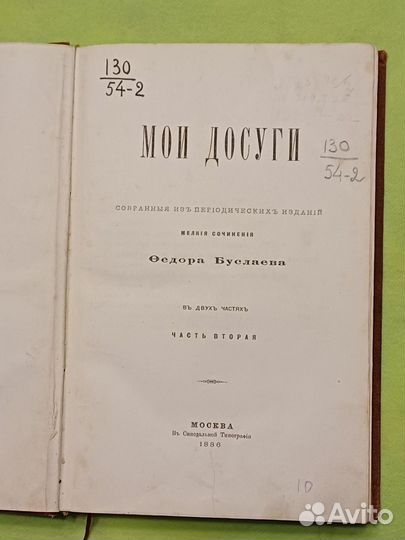 130
54-2
МОИ ДОСУГИ
130
54-2
СОБРАННЫЯ ИЗЪ ПЕРІОДИЧЕСКИХЪ ИЗДАНІЙ
МЕЛКІЯ СОЧИНЕНІЯ
Ѳедора Буслаева
ВЪ ДВУХЪ ЧАСТЯХЪ
ЧАСТЬ ВТОРАЯ
МОСКВА
Въ Синодальной Типографіи
1886
10
Avito